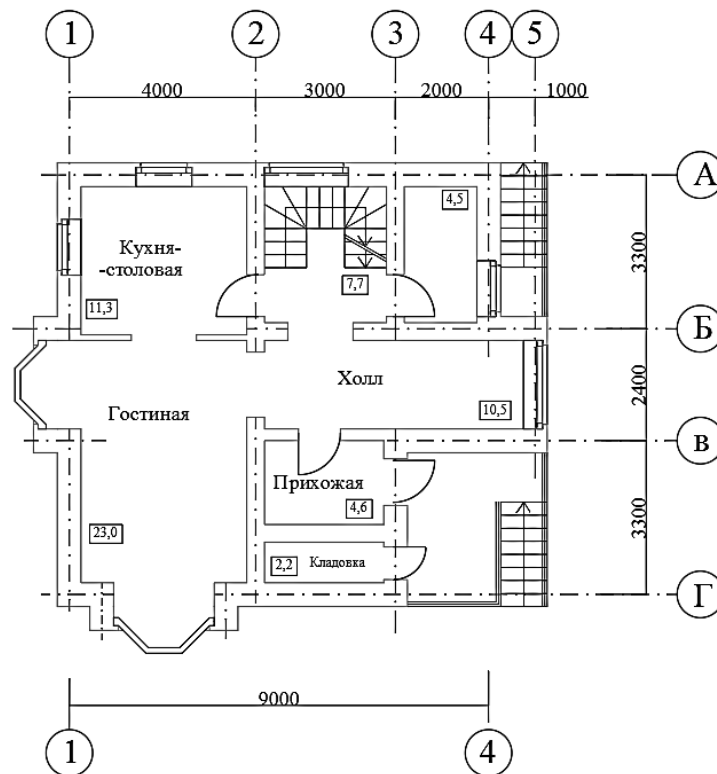 1 2 3 4 5
4000 3000 2000 1000
А
4,5
Кухня-
-столовая
3300
7,7
11,3
Б
Холл
2400
Гостиная
10,5
в
Прихожая
4,6
3300
23,0
2,2 Кладовка
Г
9000
1 4